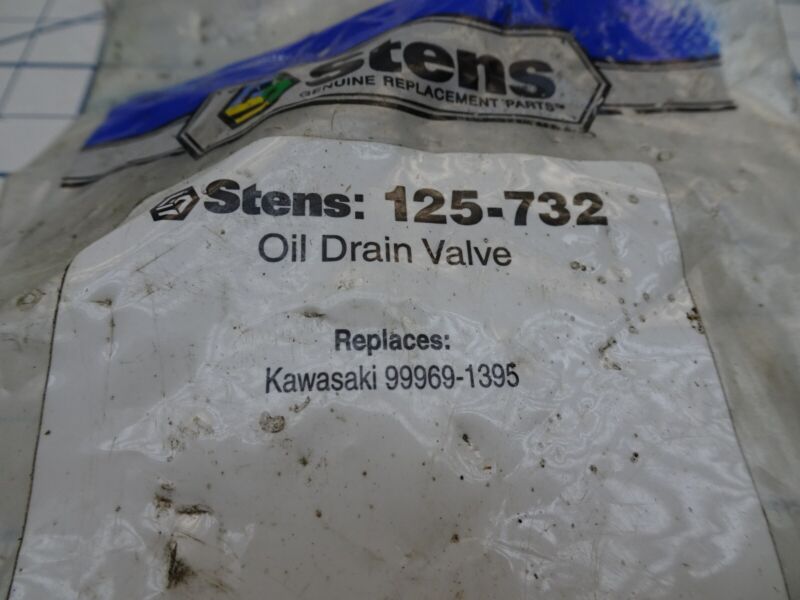 stens
GENUINE REPLACEMENT PARTS™
Stens: 125-732
Oil Drain Valve
Replaces:
Kawasaki 99969-1395